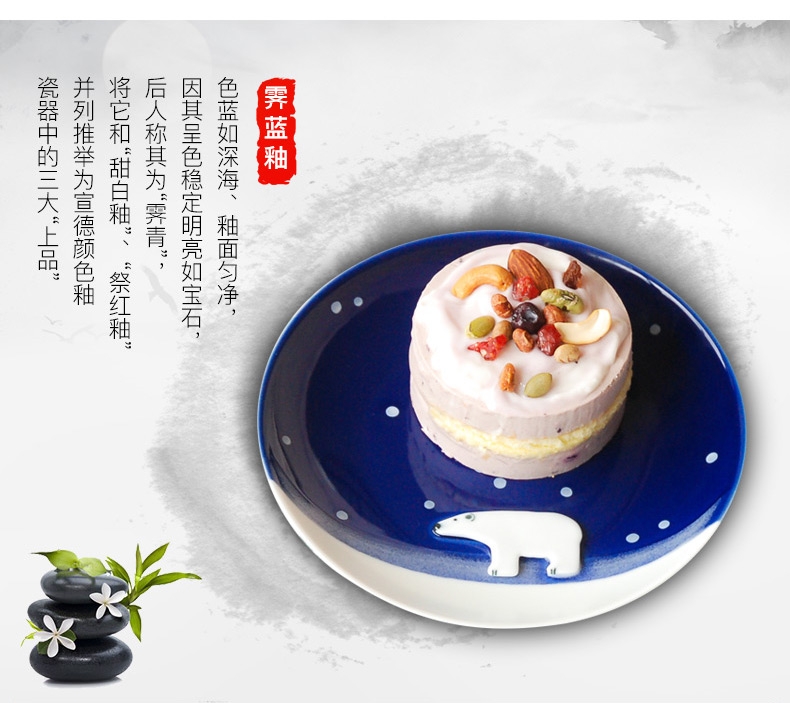 霁蓝釉
色蓝如深海、釉面匀净，
因其呈色稳定明亮如宝石，
后人称其为“霁青”，
将它和“甜白釉”、“祭红釉”
并列推举为宣德颜色釉
瓷器中的三大“上品”